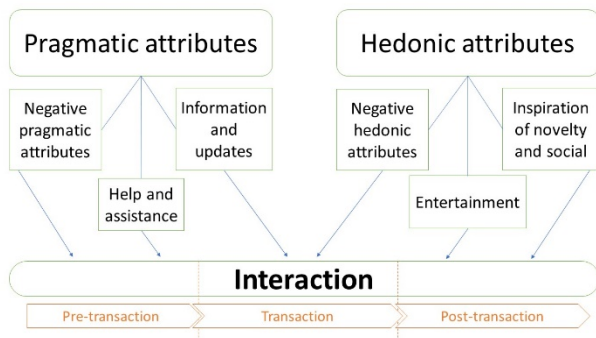 Pragmatic attributes
Hedonic attributes
Negative
pragmatic
attributes
Information
and
updates
Negative
hedonic
attributes
Inspiration
of novelty
and social
Help and
assistance
Entertainment
Interaction
Pre-transaction
Transaction
Post-transaction